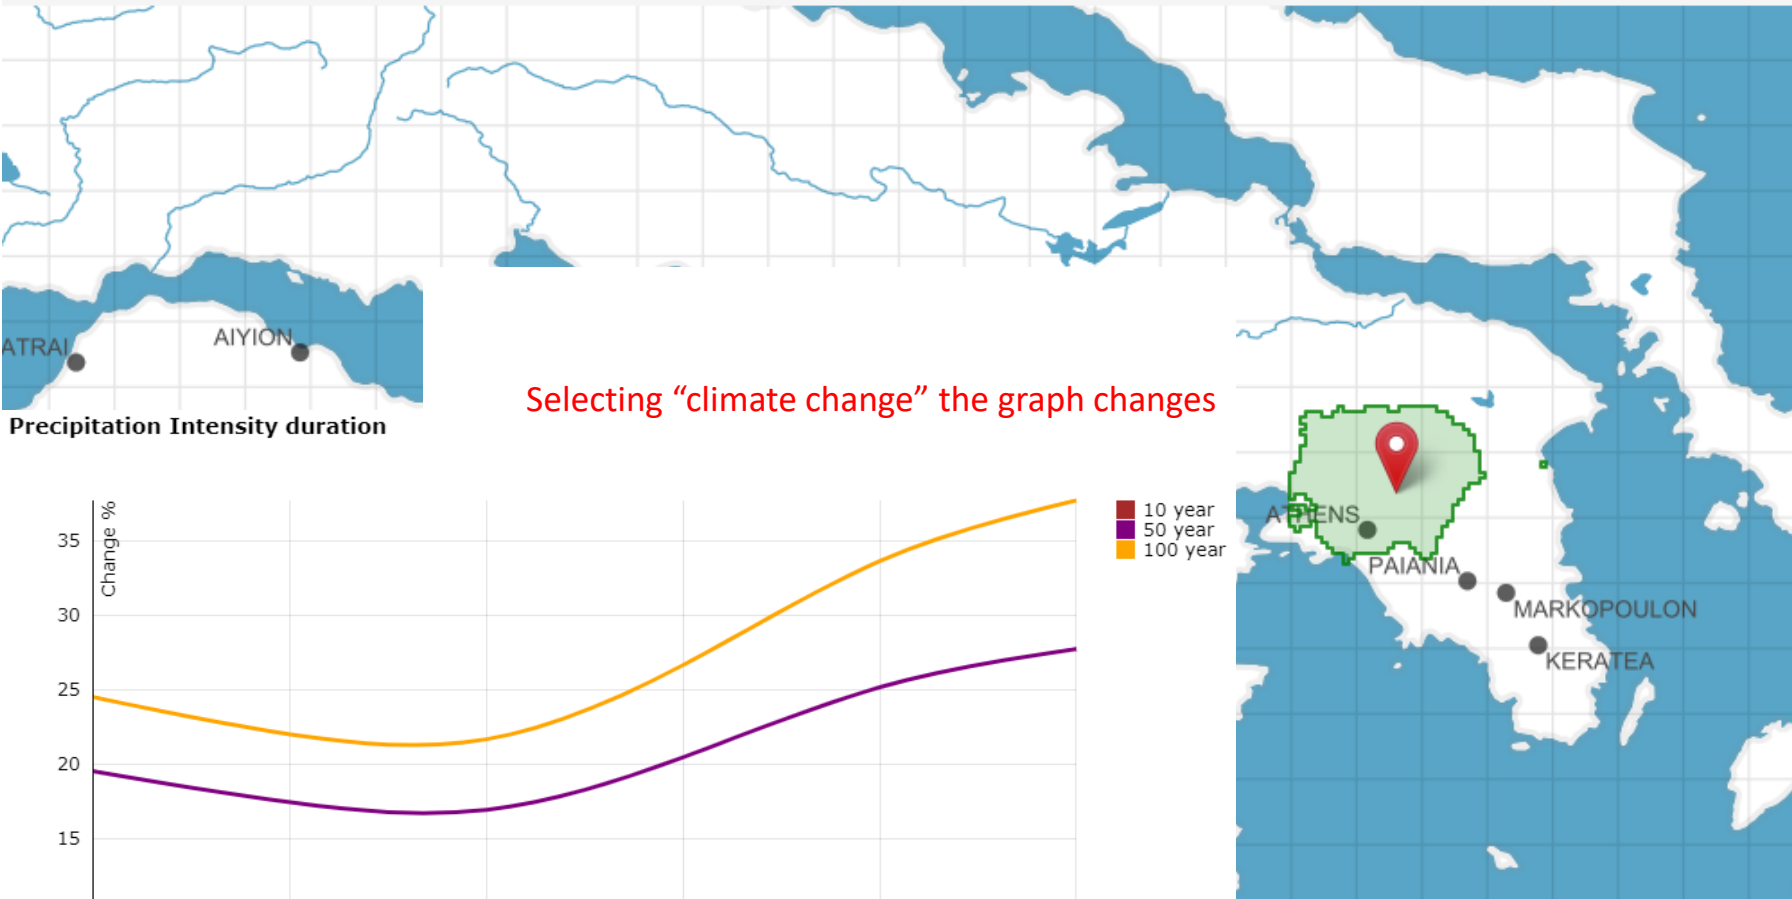 ATRAI
AIYION
Selecting “climate change” the graph changes
Precipitation Intensity duration
Change %
35
30
25
20
15
10 year
50 year
100 year
ATHENS
PAIANIA
MARKOPOULON
KERATEA